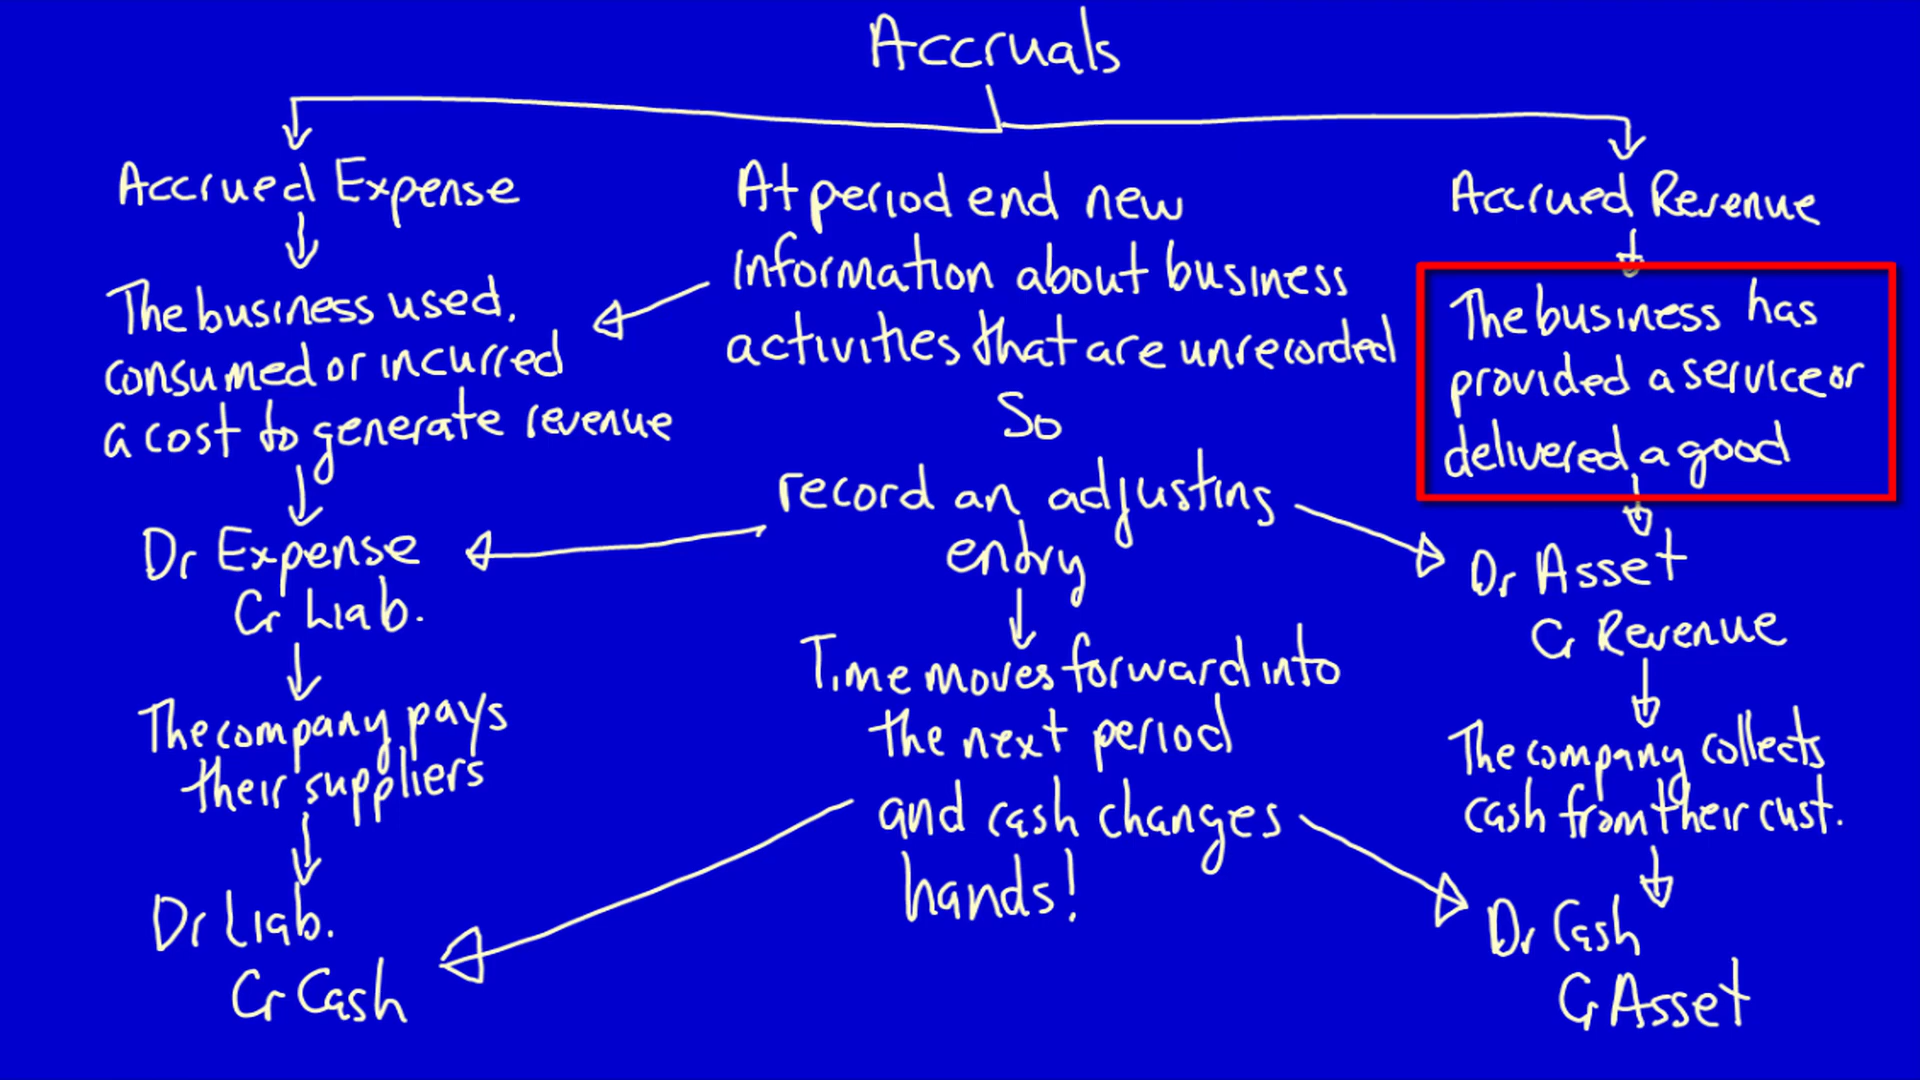 Accruals
Accrued Expense
The business used,
consumed or incurred
a cost to generate revenue
Dr Expense
Cr Liab.
The company pays
their suppliers
Dr Liab.
Cr Cash
At period end new
information about business
activities that are unrecorded
So
record an adjusting
entry
Time moves forward into
the next period
and cash changes
hands!
Accrued Revenue
The business has
provided a service or
delivered a good
Dr Asset
Cr Revenue
The company collects
cash from their cust.
Dr Cash
Cr Asset